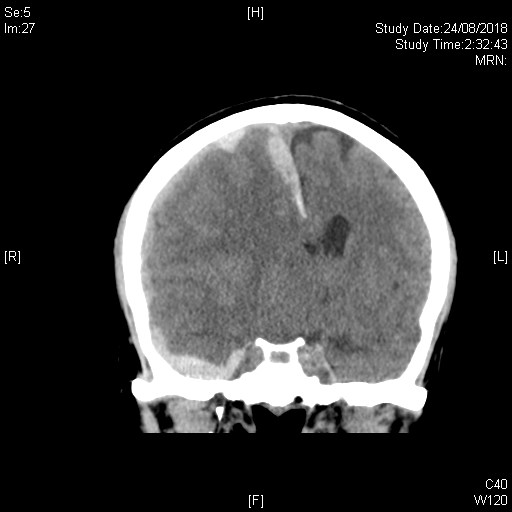 Se:5
Im:27
[H]
Study Date:24/08/2018
Study Time:2:32:43
MRN:
[R]
[L]
[F]
C40
W120